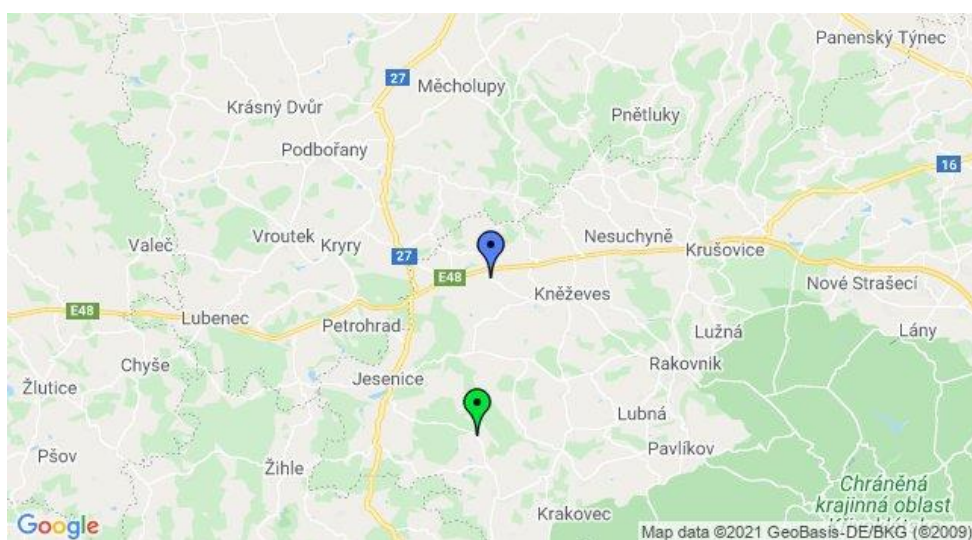 Panenský Týnec
27
Měcholupy
Krásný Dvůr
Pnětluky
Podbořany
16
Valeč
Vroutek
Kryry
27
Nesuchyně
Krušovice
E48
Kněževes
Nové Strašecí
E48
Lubenec
Petrohrad
Lužná
Lány
Chyše
Rakovnik
Žlutice
Jesenice
Lubná
Pšov
Žihle
Pavlíkov
Chráněná
krajinná oblast
Krakovec
Google
Map data ©2021 GeoBasis-DE/BKG (©2009)